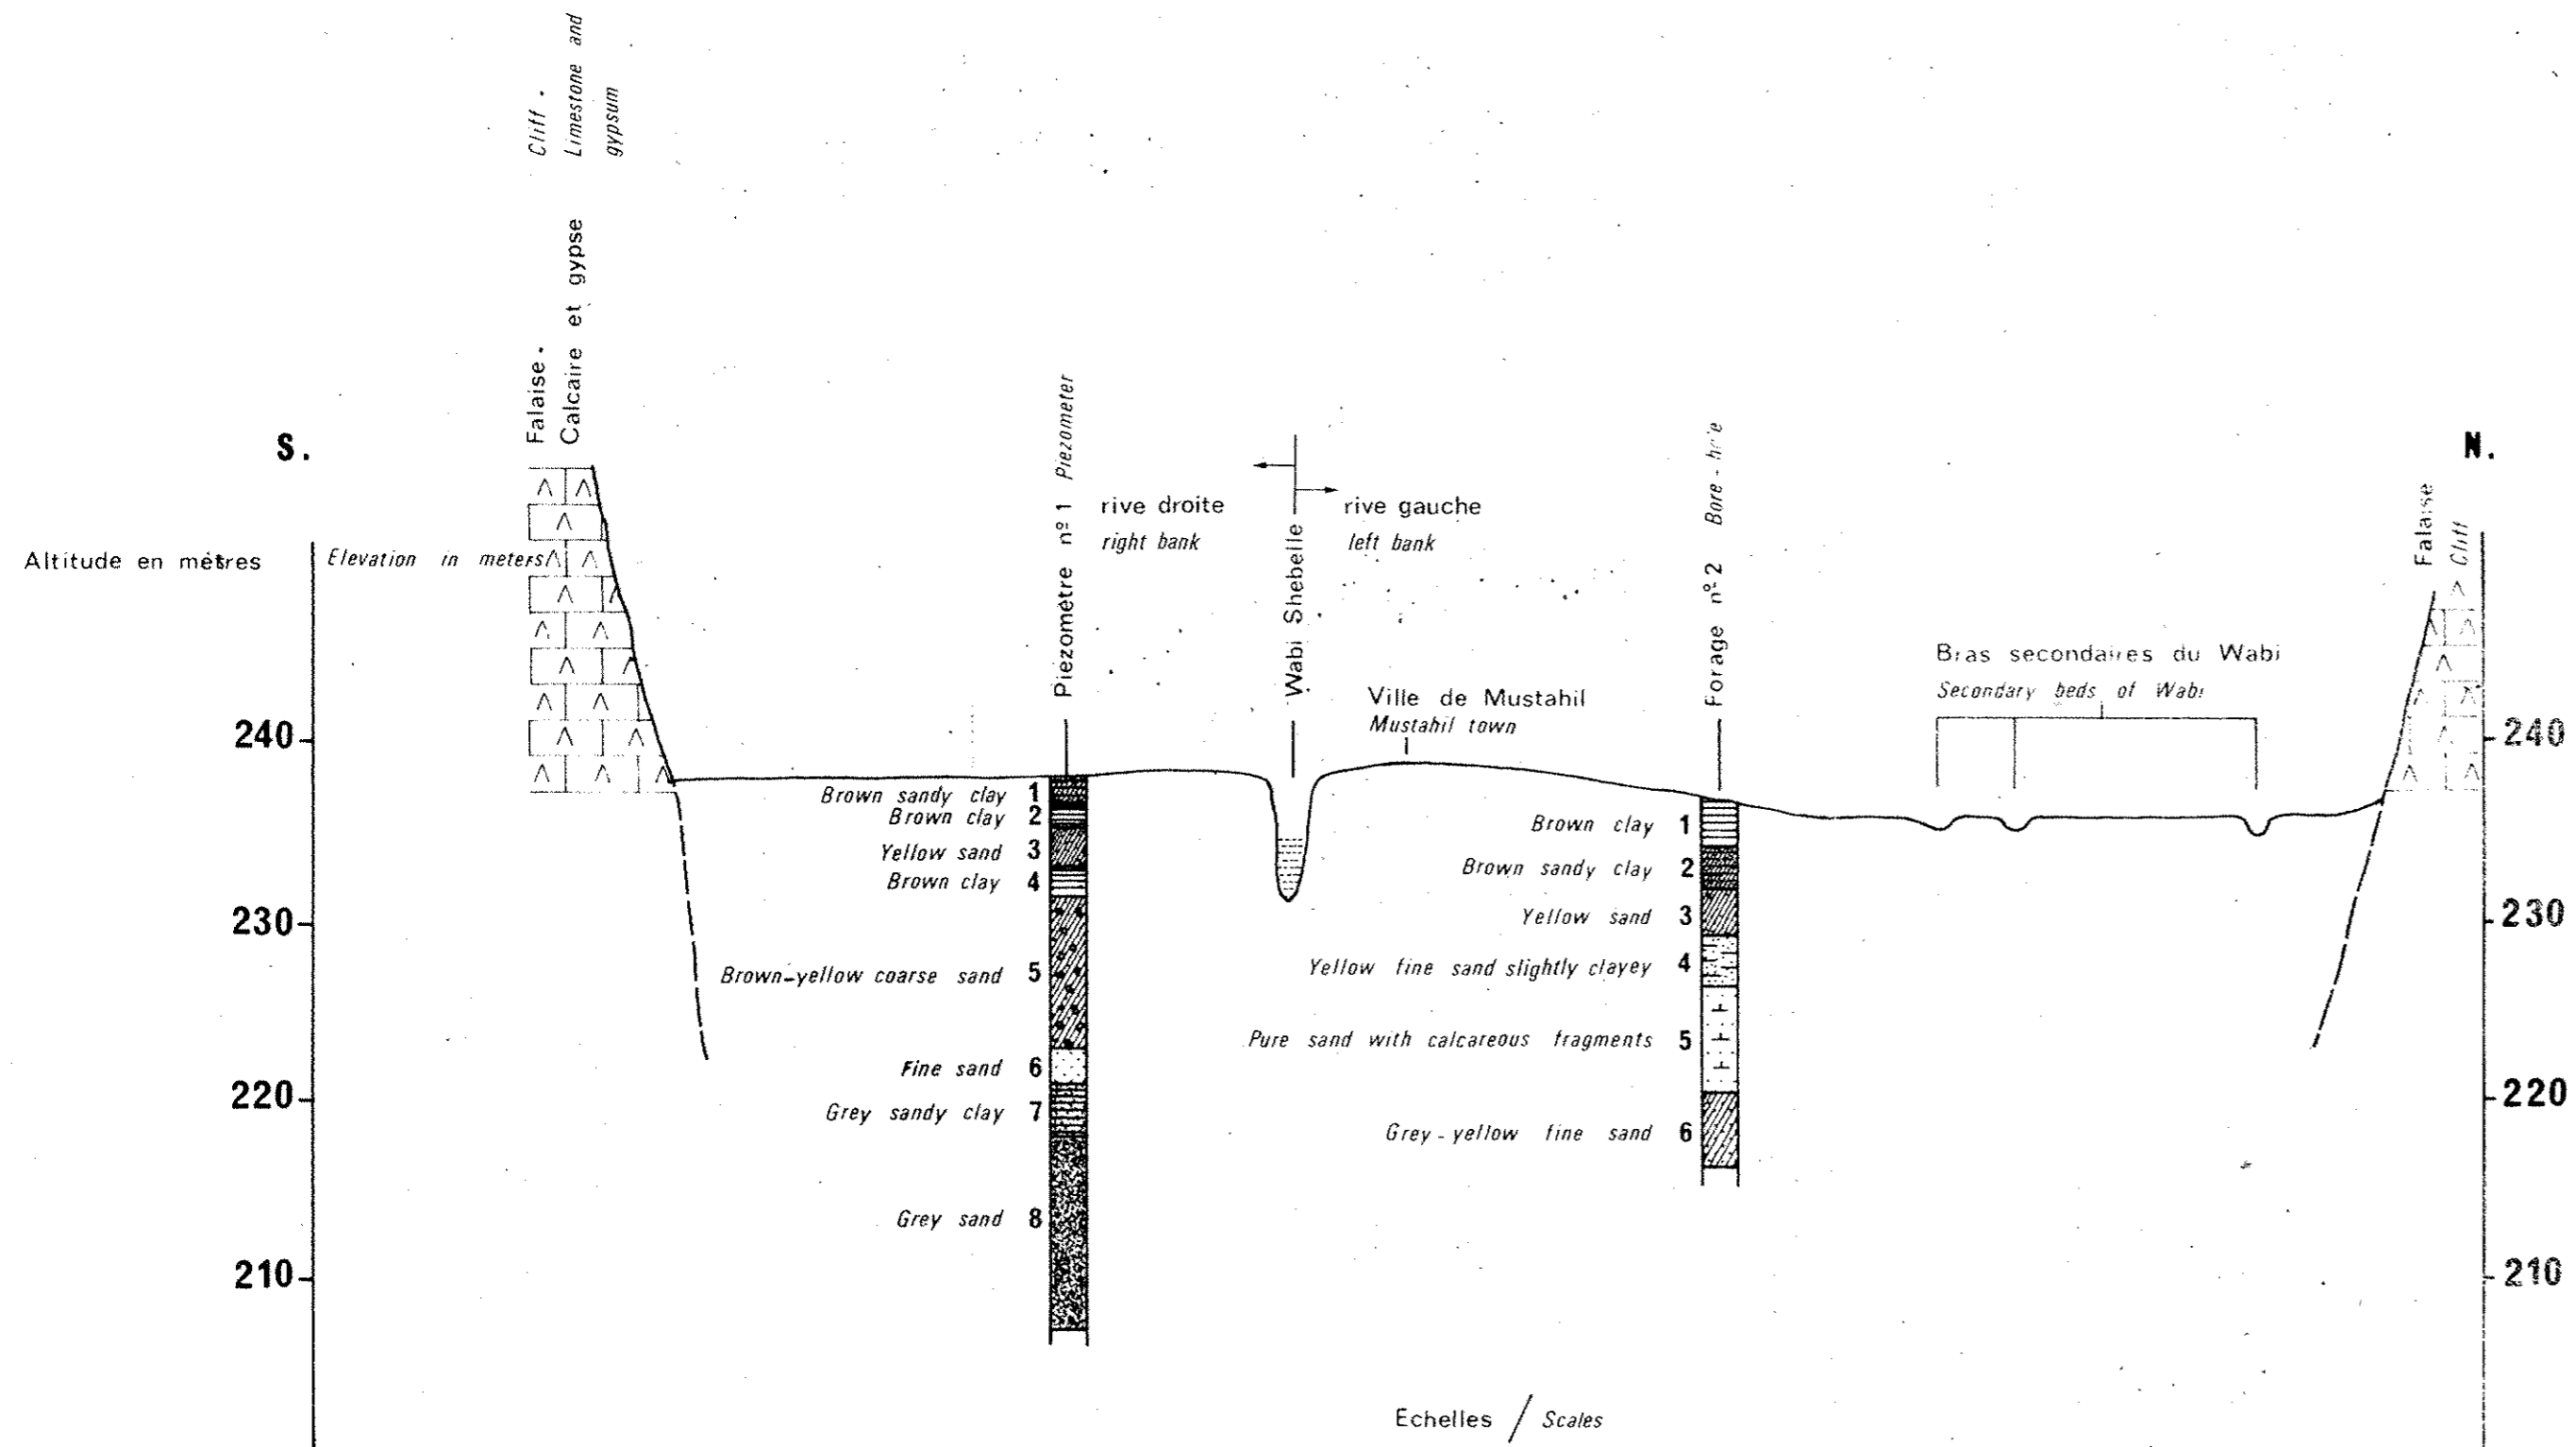 Cliff .
Limestone and
gypsum
Falaise .
Calcaire et gypse
S.
N.
Altitude en mètres
Elevation in meters
Piezomètre nº 1 Piezometer
rive droite
right bank
Wabi Shebelle
rive gauche
left bank
Forage nº 2 Bore-hole
Falaise
Cliff
Bras secondaires du Wabi
Secondary beds of Wabi
Ville de Mustahil
Mustahil town
240
230
220
210
Brown sandy clay 1
Brown clay 2
Yellow sand 3
Brown clay 4
Brown-yellow coarse sand 5
Fine sand 6
Grey sandy clay 7
Grey sand 8
Brown clay 1
Brown sandy clay 2
Yellow sand 3
Yellow fine sand slightly clayey 4
Pure sand with calcareous fragments 5
Grey-yellow fine sand 6
240
230
220
210
Echelles / Scales